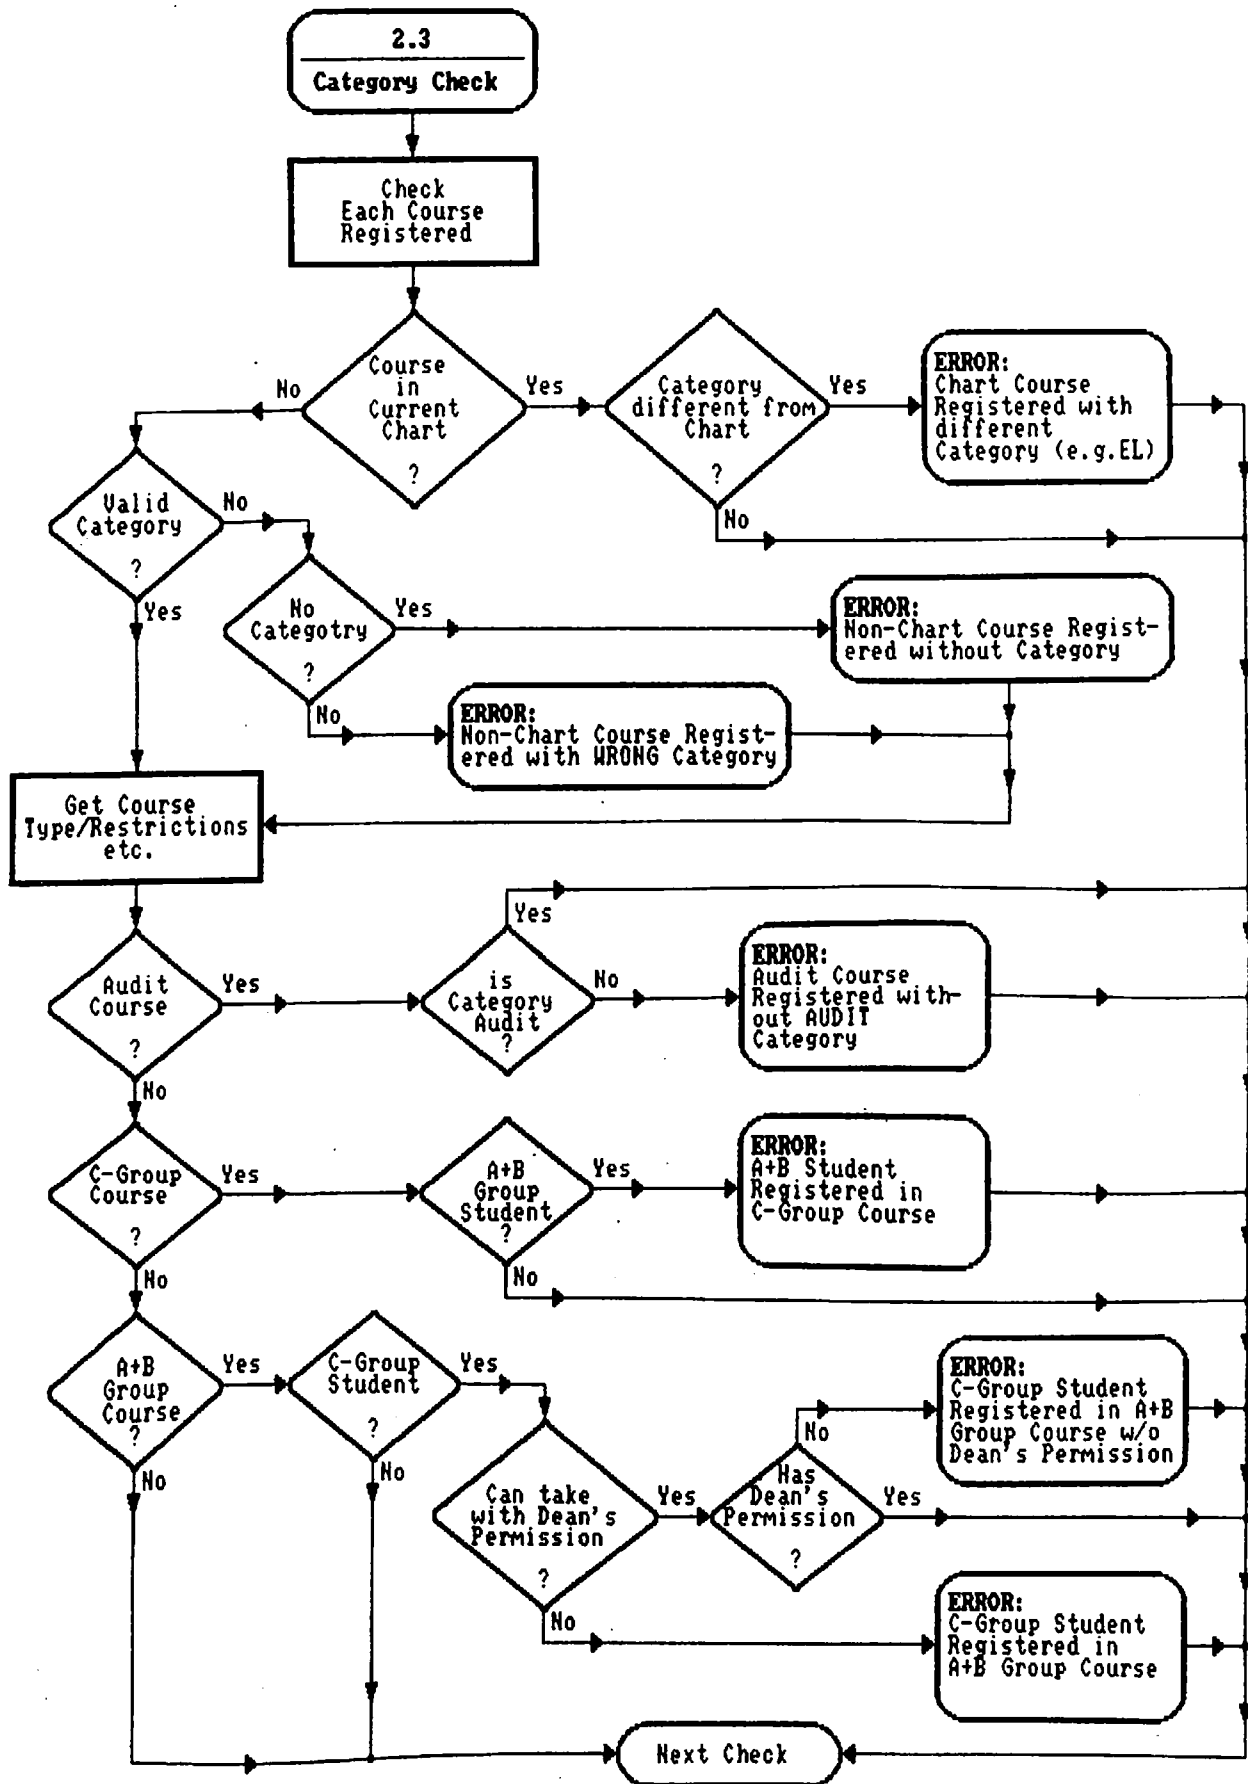 2.3
Category Check
Check
Each Course
Registered
Course
in
Current
Chart
?
No
Yes
Category
different from
Chart
?
Yes
No
ERROR:
Chart Course
Registered with
different
Category (e.g.EL)
Valid
Category
?
No
Yes
No
Categotry
?
Yes
No
ERROR:
Non-Chart Course Regist-
ered without Category
ERROR:
Non-Chart Course Regist-
ered with WRONG Category
Get Course
Type/Restrictions
etc.
Audit
Course
?
Yes
No
is
Category
Audit
?
Yes
No
ERROR:
Audit Course
Registered with-
out AUDIT
Category
C-Group
Course
?
Yes
No
A+B
Group
Student
?
Yes
No
ERROR:
A+B Student
Registered in
C-Group Course
A+B
Group
Course
?
Yes
No
C-Group
Student
?
Yes
No
Can take
with Dean's
Permission
?
Yes
No
Has
Dean's
Permission
?
No
Yes
ERROR:
C-Group Student
Registered in A+B
Group Course w/o
Dean's Permission
ERROR:
C-Group Student
Registered in
A+B Group Course
Next Check